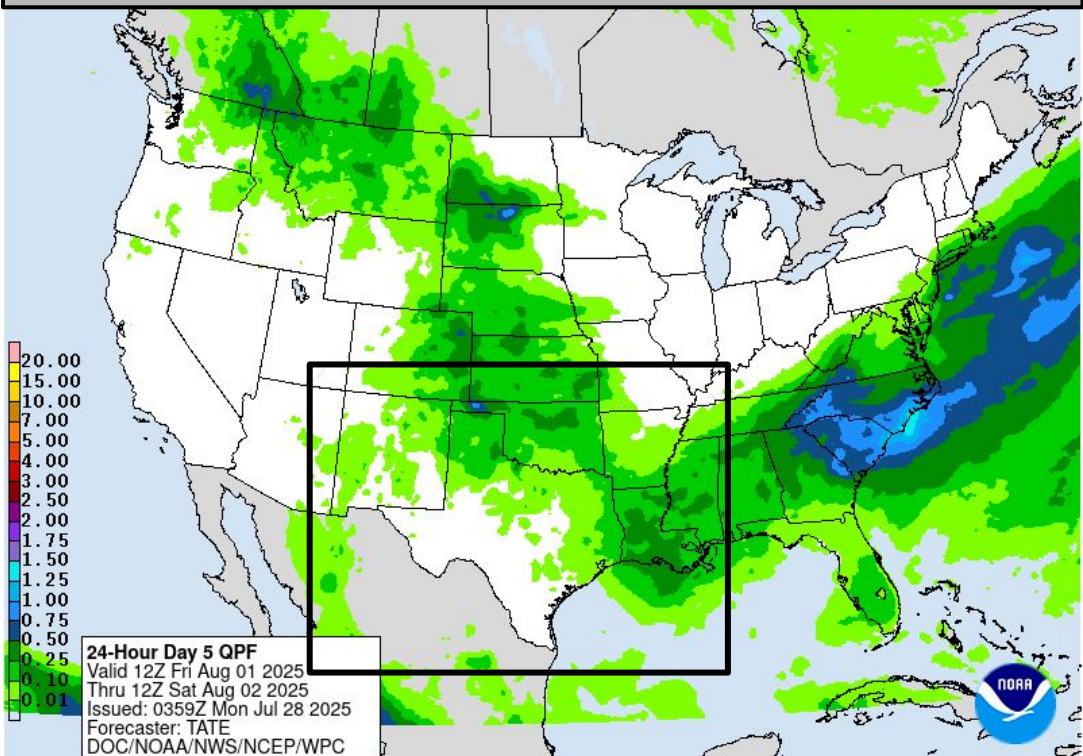 20.00
15.00
10.00
7.00
5.00
4.00
3.00
2.50
2.00
1.75
1.50
1.25
1.00
0.75
0.50
0.25
0.10
0.01
24-Hour Day 5 QPF
Valid 12Z Fri Aug 01 2025
Thru 12Z Sat Aug 02 2025
Issued: 0359Z Mon Jul 28 2025
Forecaster: TATE
DOC/NOAA/NWS/NCEP/WPC
NOAA